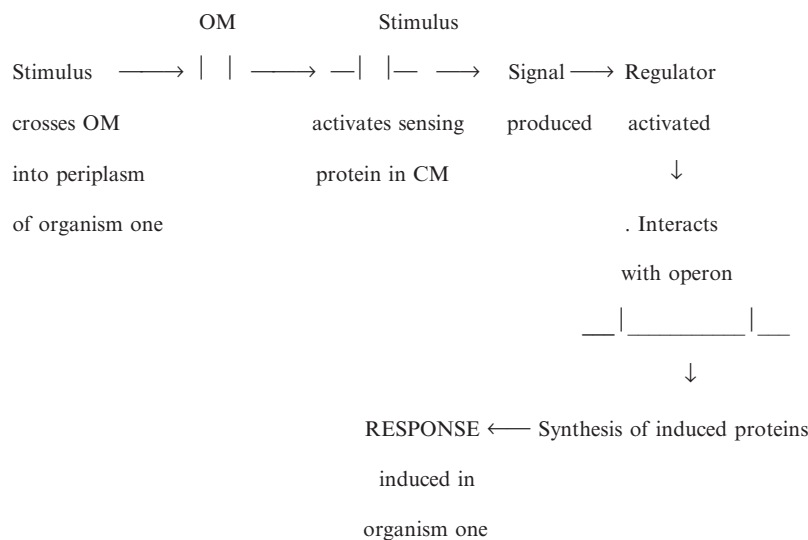 OM Stimulus
Stimulus ⟶ | | ⟶ —| |— ⟶ Signal ⟶ Regulator
crosses OM activates sensing produced activated
into periplasm protein in CM ↓
of organism one . Interacts
with operon
↓
RESPONSE ⟵ Synthesis of induced proteins
induced in
organism one